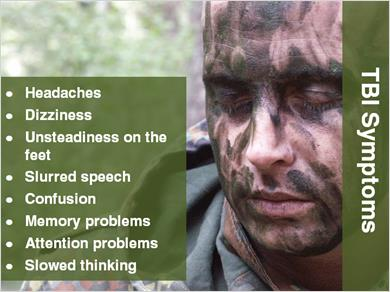 ● Headaches
● Dizziness
● Unsteadiness on the
feet
● Slurred speech
● Confusion
● Memory problems
● Attention problems
● Slowed thinking
TBI Symptoms